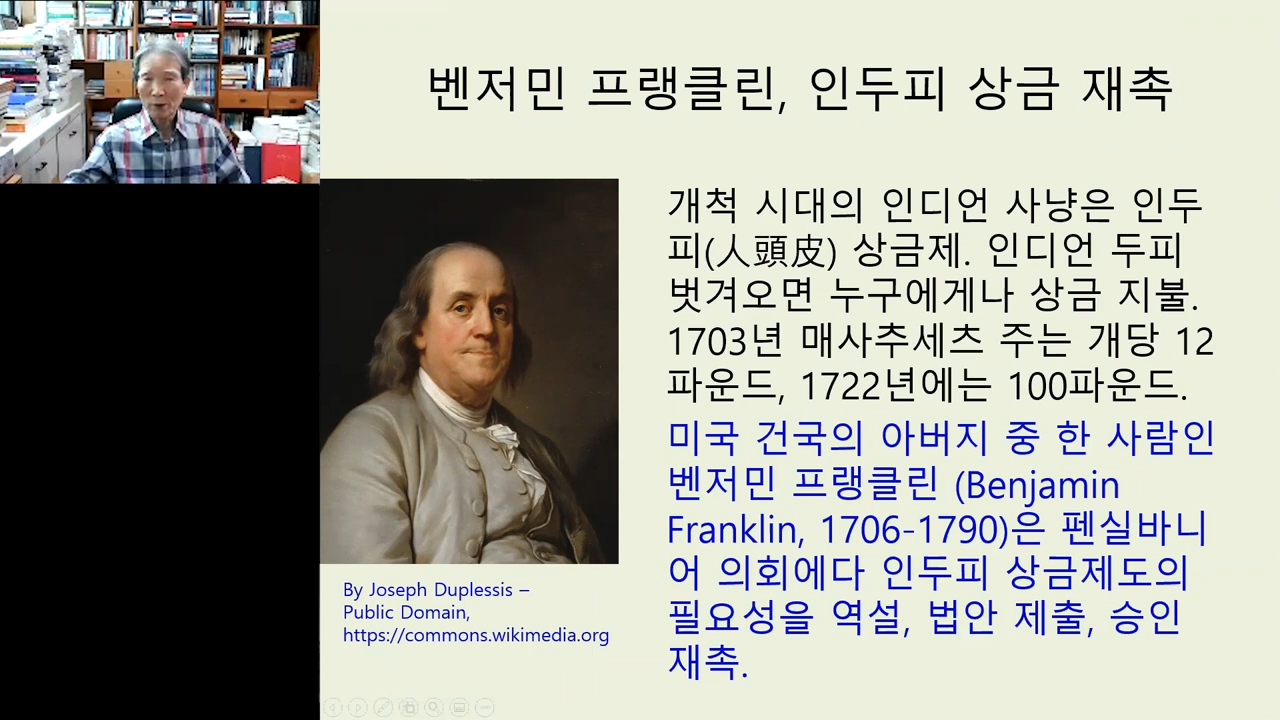 벤저민 프랭클린, 인두피 상금 재촉
개척 시대의 인디언 사냥은 인두
피(人頭皮) 상금제. 인디언 두피
벗겨오면 누구에게나 상금 지불.
1703년 매사추세츠 주는 개당 12
파운드, 1722년에는 100파운드.
미국 건국의 아버지 중 한 사람인
벤저민 프랭클린 (Benjamin
Franklin, 1706-1790)은 펜실바니
어 의회에다 인두피 상금제도의
필요성을 역설, 법안 제출, 승인
재촉.
By Joseph Duplessis –
Public Domain,
https://commons.wikimedia.org